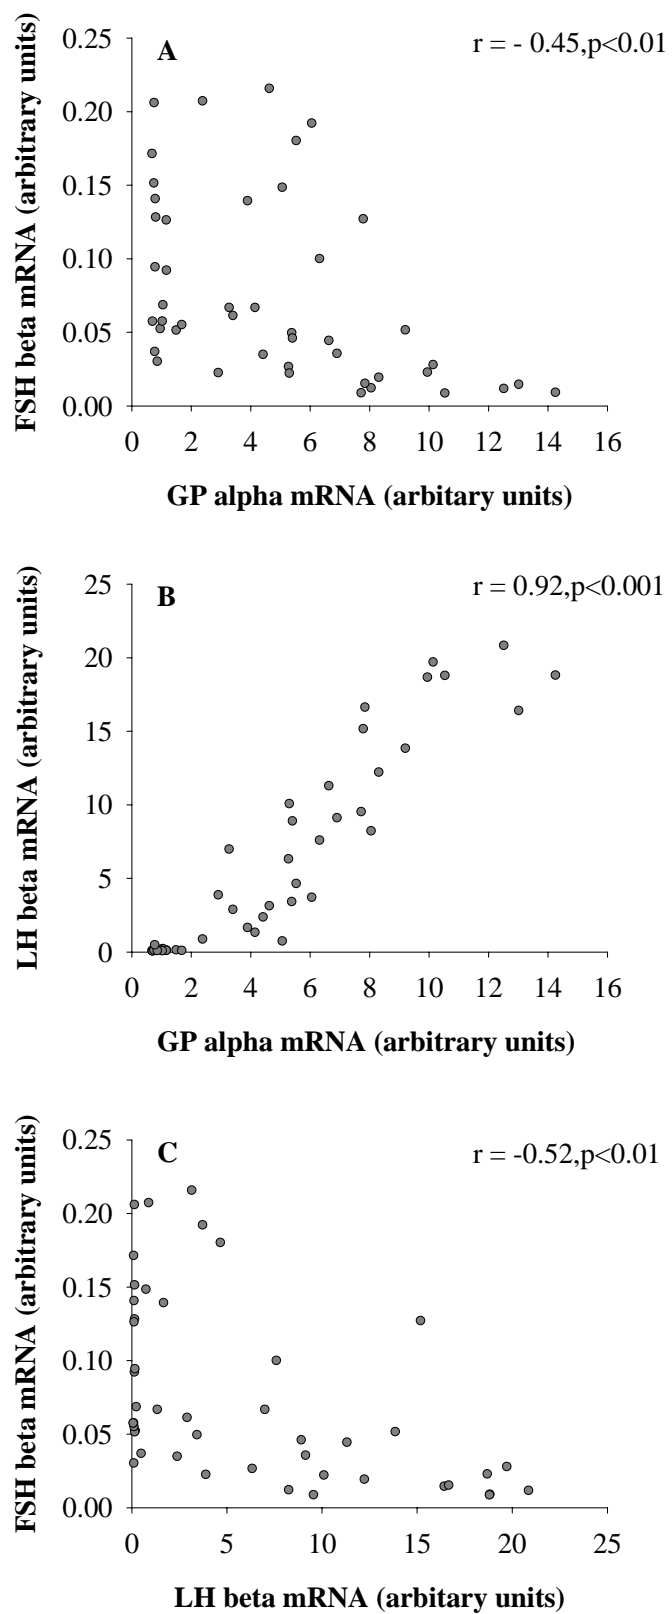 A
r = - 0.45,p<0.01
0.25
0.20
0.15
0.10
0.05
0.00
FSH beta mRNA (arbitrary units)
0 2 4 6 8 10 12 14 16
GP alpha mRNA (arbitary units)
B
r = 0.92,p<0.001
25
20
15
10
5
0
LH beta mRNA (arbitrary units)
0 2 4 6 8 10 12 14 16
GP alpha mRNA (arbitrary units)
C
r = -0.52,p<0.01
0.25
0.20
0.15
0.10
0.05
0.00
FSH beta mRNA (arbitrary units)
0 5 10 15 20 25
LH beta mRNA (arbitary units)